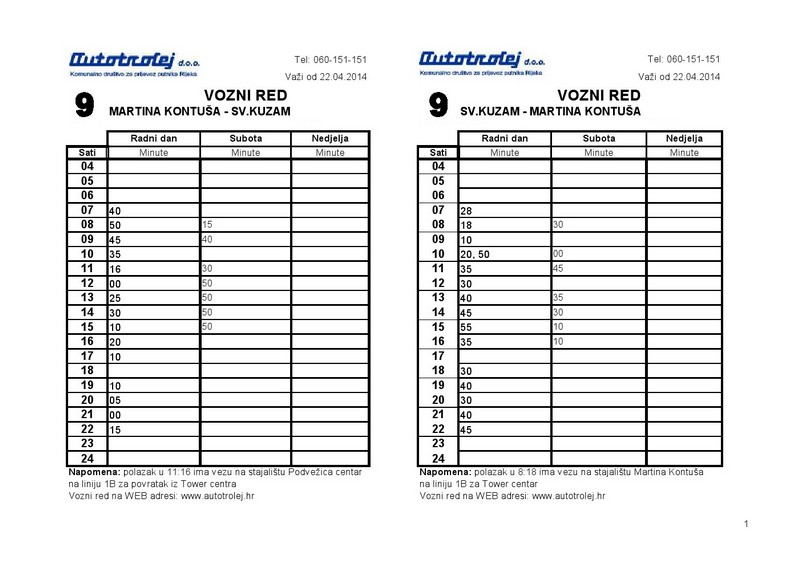 Autotrolej d.o.o.
Komunalno društvo za prijevoz putnika Rijeka
Tel: 060-151-151
Važi od 22.04.2014
9
VOZNI RED
MARTINA KONTUŠA - SV.KUZAM
Radni dan Subota Nedjelja
Sati Minute Minute Minute
04
05
06
07 40
08 50 15
09 45 40
10 35
11 16 30
12 00 50
13 25 50
14 30 50
15 10 50
16 20
17 10
18
19 10
20 05
21 00
22 15
23
24
Napomena: polazak u 11:16 ima vezu na stajalištu Podvežica centar
na liniju 1B za povratak iz Tower centra
Vozni red na WEB adresi: www.autotrolej.hr
Autotrolej d.o.o.
Komunalno društvo za prijevoz putnika Rijeka
Tel: 060-151-151
Važi od 22.04.2014
9
VOZNI RED
SV.KUZAM - MARTINA KONTUŠA
Radni dan Subota Nedjelja
Sati Minute Minute Minute
04
05
06
07 28
08 18 30
09 10
10 20, 50 00
11 35 45
12 30
13 40 35
14 45 30
15 55 10
16 35 10
17
18 30
19 40
20 30
21 40
22 45
23
24
Napomena: polazak u 8:18 ima vezu na stajalištu Martina Kontuša
na liniju 1B za Tower centar
Vozni red na WEB adresi: www.autotrolej.hr
1